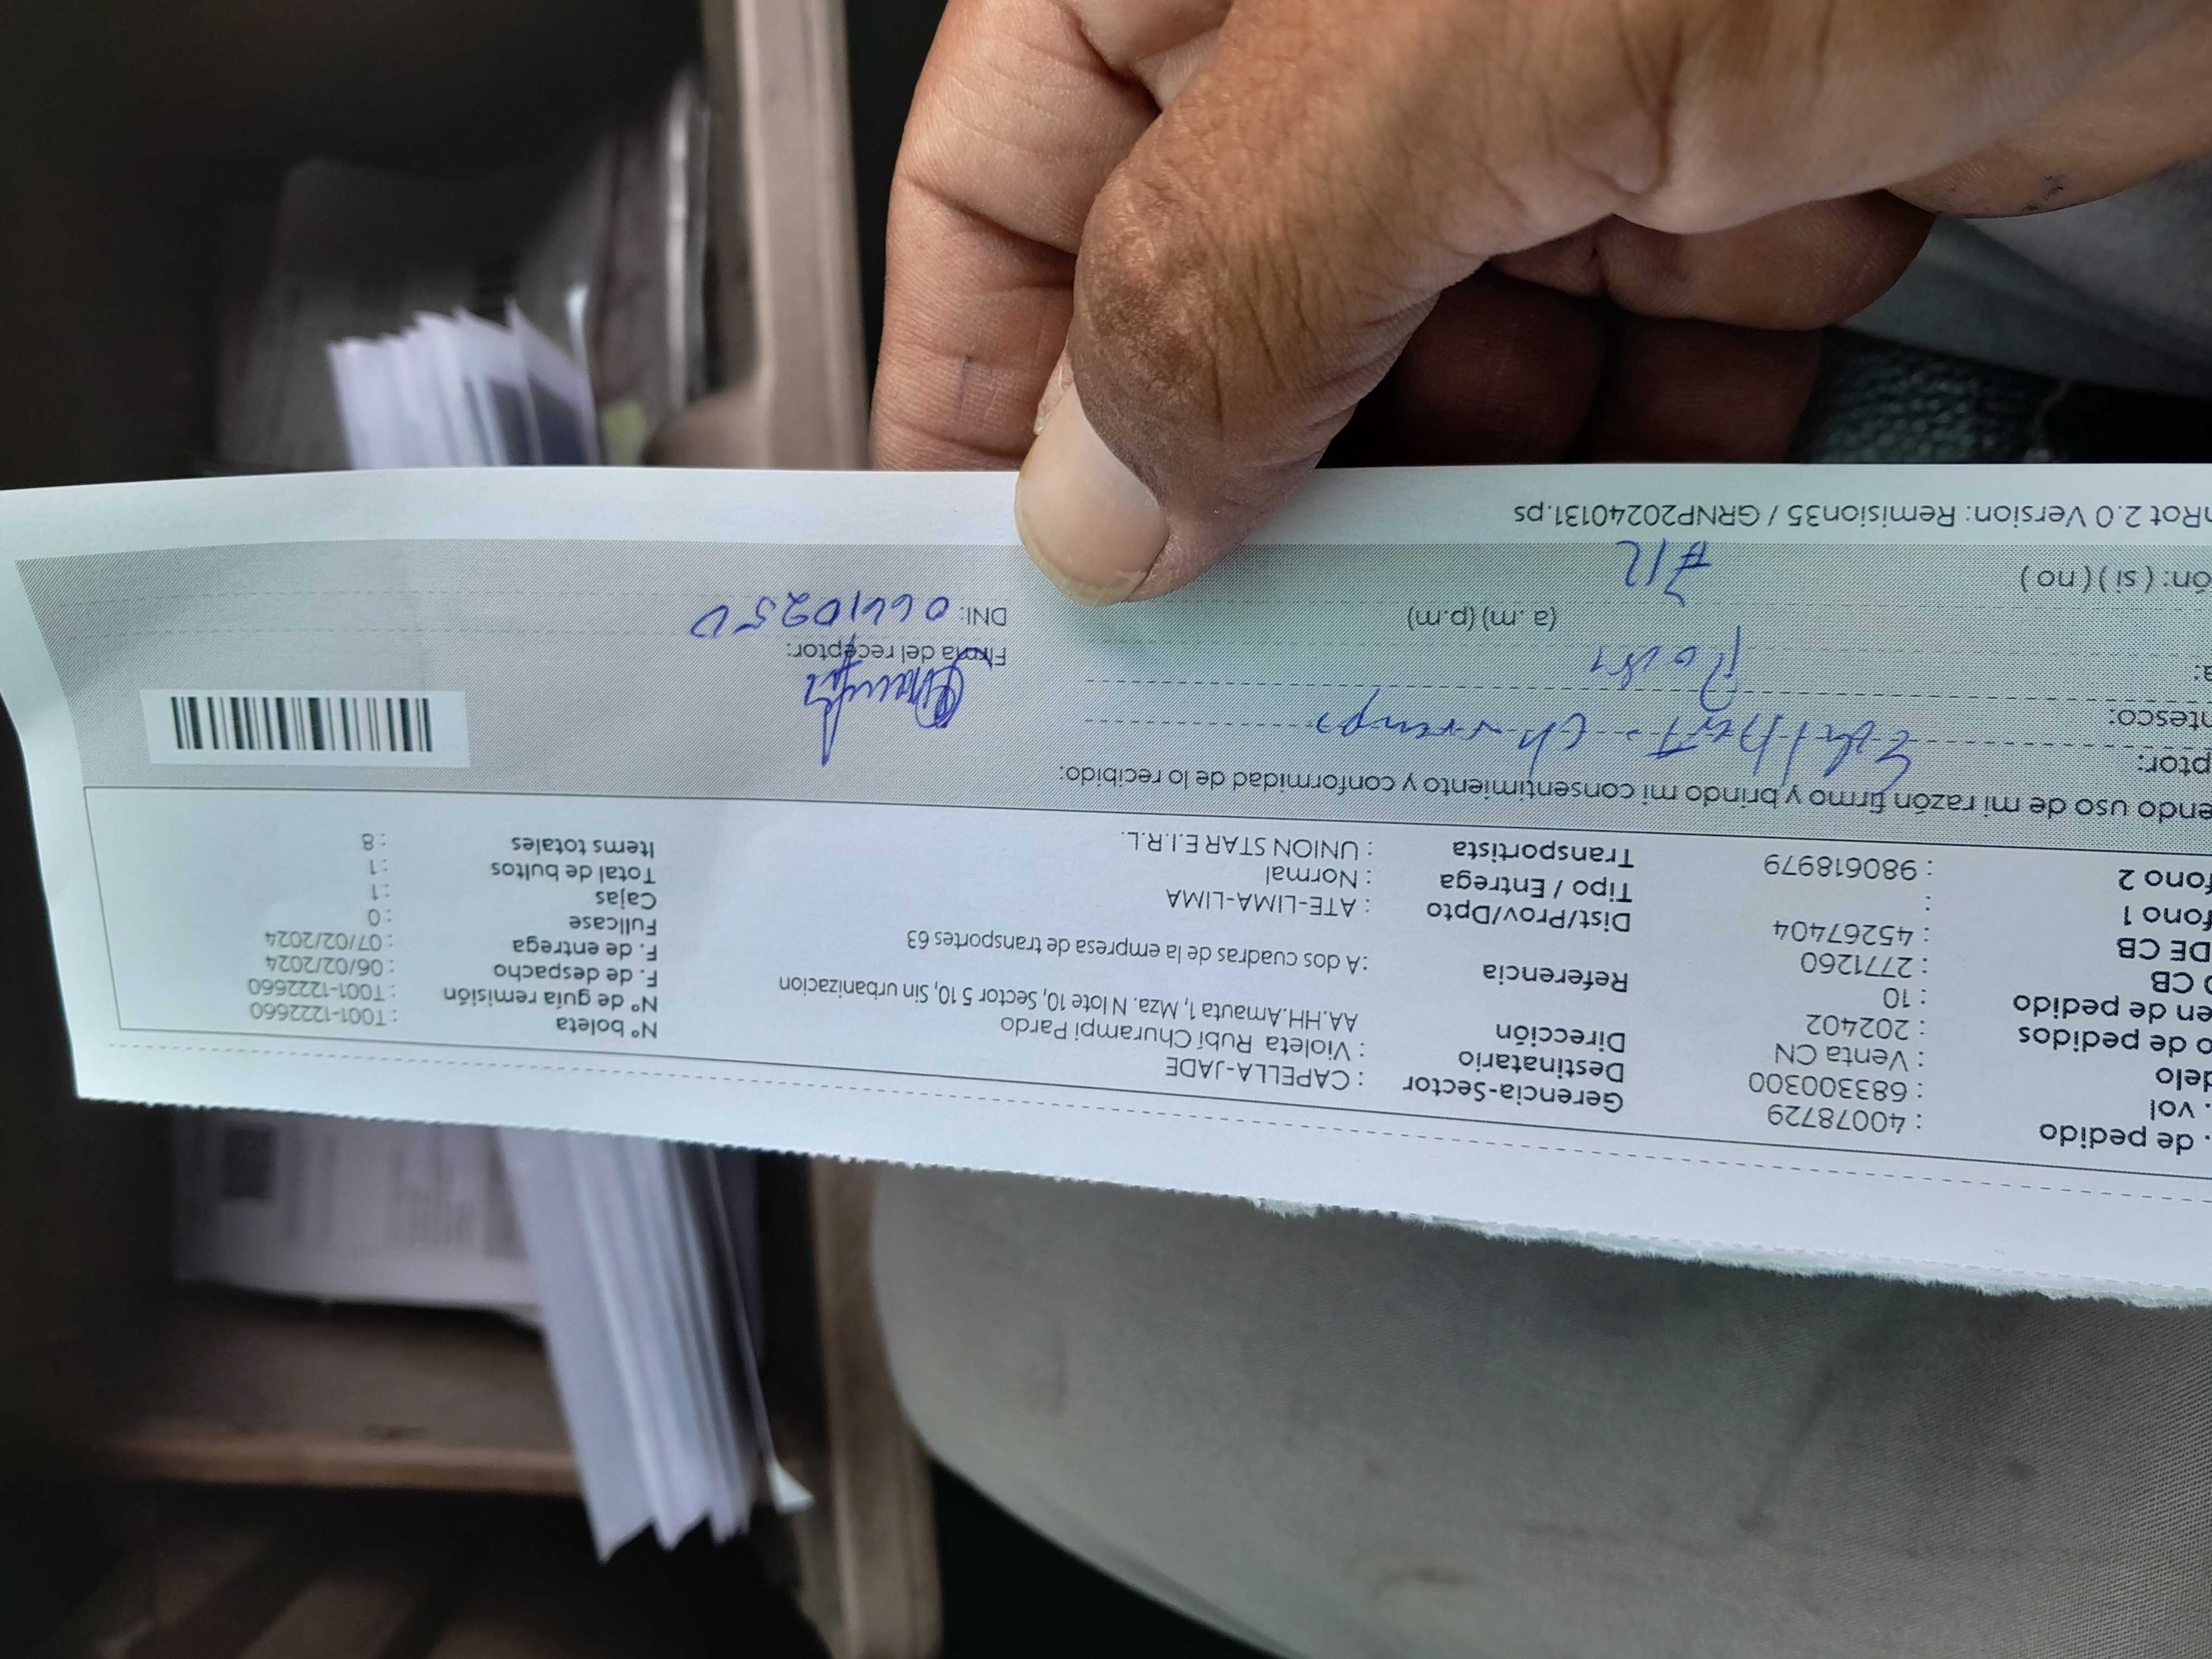 . de pedido : 40078729 Gerencia-Sector : CAPELLA-JADE Nº boleta : T001-1222660
. vol : 683300300 Destinatario : Violeta Rubí Churampi Pardo Nº de guía remisión : T001-1222660
delo : Venta CN Dirección AA.HH.Amauta 1, Mza. N lote 10, Sector 5 10, Sin urbanizacion F. de despacho : 06/02/2024
o de pedidos : 202402 F. de entrega : 07/02/2024
en de pedido : 10 Referencia : A dos cuadras de la empresa de transportes 63 Fullcase : 0
O CB : 2771260 Dist/Prov/Dpto : ATE-LIMA-LIMA Cajas : 1
DE CB : 45267404 Tipo / Entrega : Normal Total de bultos : 1
fono 1 : Transportista : UNION STAR E.I.R.L. Items totales : 8
fono 2 : 980618979
endo uso de mi razón firmo y brindo mi consentimiento y conformidad de lo recibido:
ptor:
ntesco:
a: (a. m) (p.m) Firma del receptor:
ón: ( si ) ( no ) 712 DNI:
nRot 2.0 Version: Remision35 / GRNP20240131.ps